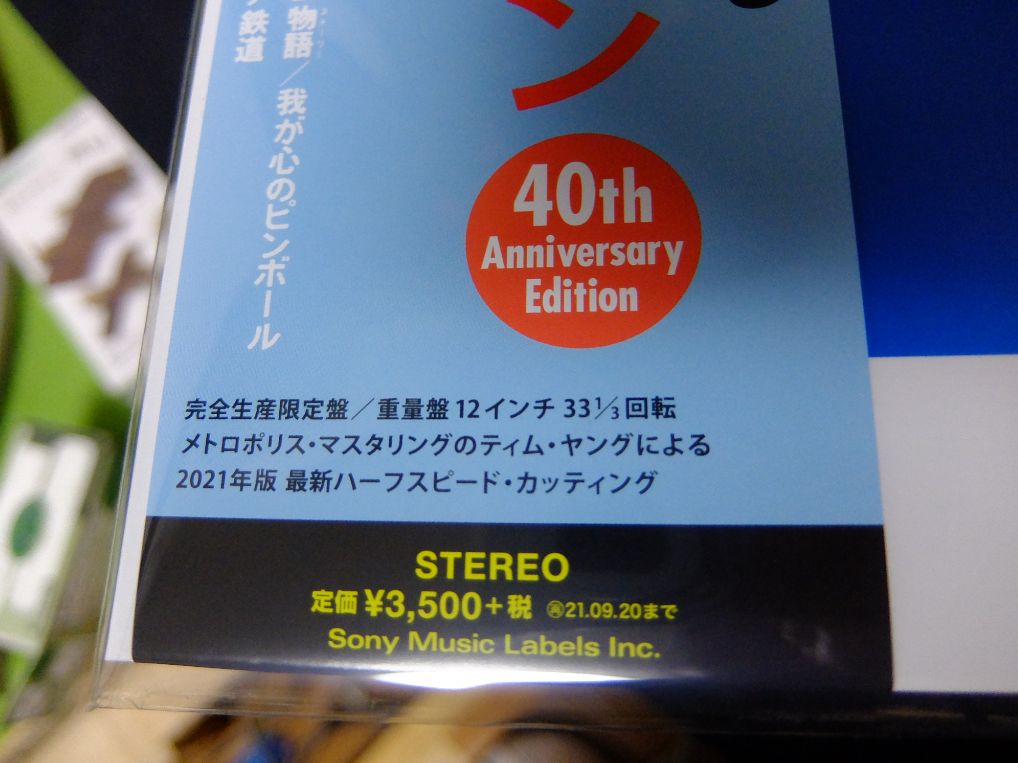 物語／我が心のピンボール
鉄道
ン
40th
Anniversary
Edition
完全生産限定盤／重量盤 12インチ 33⅓回転
メトロポリス・マスタリングのティム・ヤングによる
2021年版 最新ハーフスピード・カッティング
STEREO
定価 ¥3,500+税 ㊢21.09.20まで
Sony Music Labels Inc.